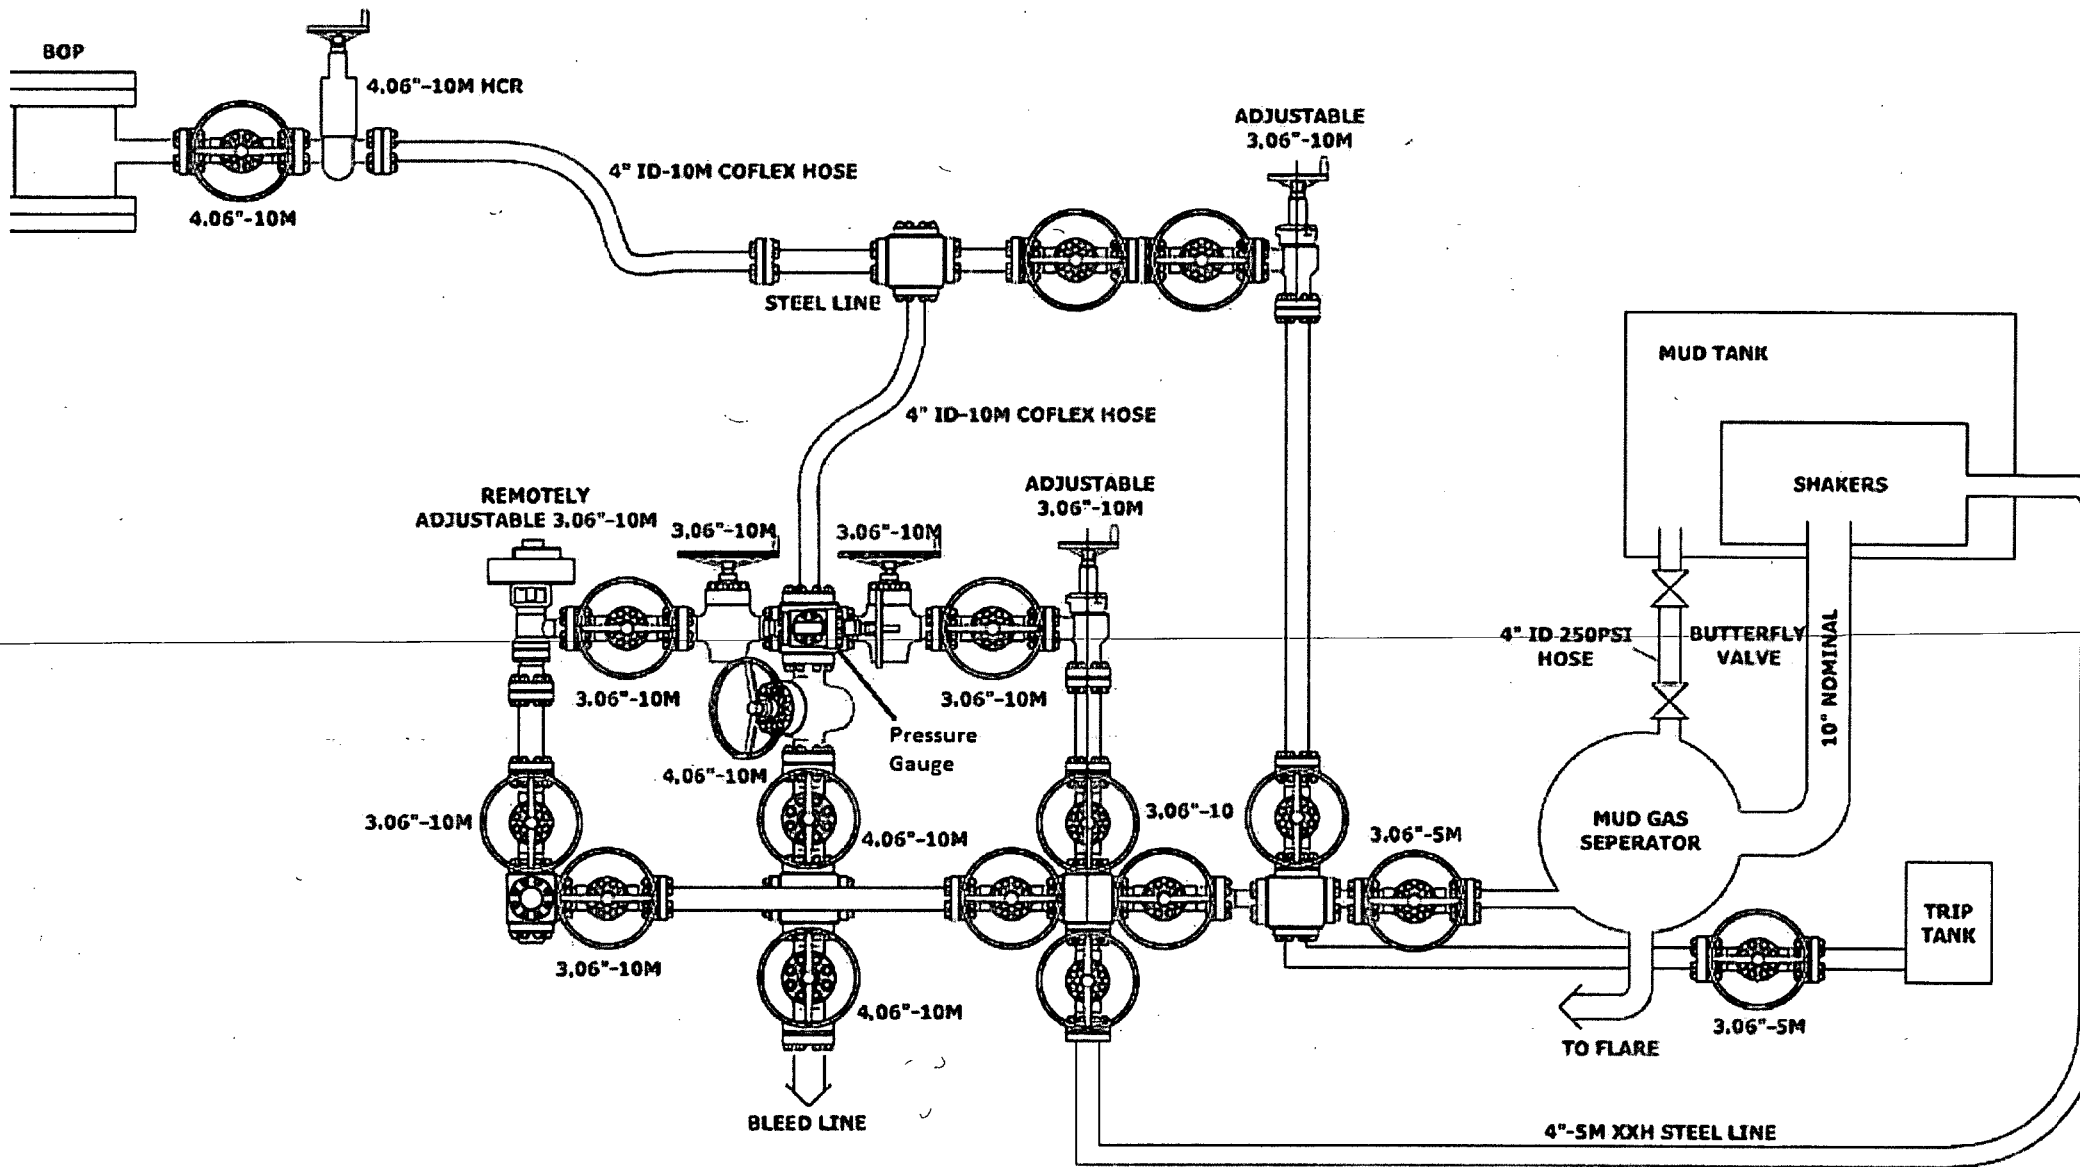 BOP
4.06"-10M HCR
4.06"-10M
4" ID-10M COFLEX HOSE
ADJUSTABLE
3.06"-10M
STEEL LINE
4" ID-10M COFLEX HOSE
MUD TANK
SHAKERS
REMOTELY
ADJUSTABLE 3.06"-10M
3.06"-10M
3.06"-10M
ADJUSTABLE
3.06"-10M
4" ID 250PSI
HOSE
BUTTERFLY
VALVE
10" NOMINAL
3.06"-10M
3.06"-10M
Pressure
Gauge
4.06"-10M
3.06"-10M
4.06"-10M
3.06"-10
3.06"-5M
MUD GAS
SEPERATOR
TRIP
TANK
3.06"-10M
4.06"-10M
3.06"-5M
TO FLARE
BLEED LINE
4"-5M XXH STEEL LINE